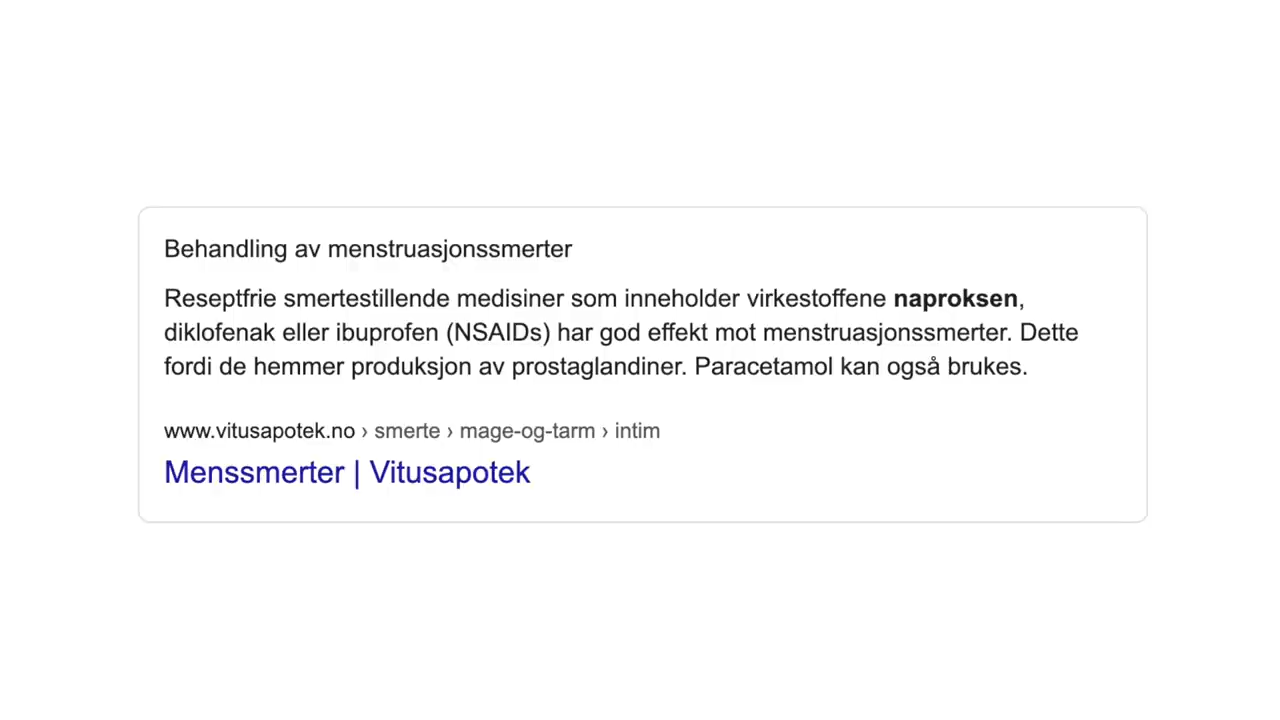 Behandling av menstruasjonssmerter
Reseptfrie smertestillende medisiner som inneholder virkestoffene naproksen,
diklofenak eller ibuprofen (NSAIDs) har god effekt mot menstruasjonssmerter. Dette
fordi de hemmer produksjon av prostaglandiner. Paracetamol kan også brukes.
www.vitusapotek.no › smerte › mage-og-tarm › intim
Menssmerter | Vitusapotek